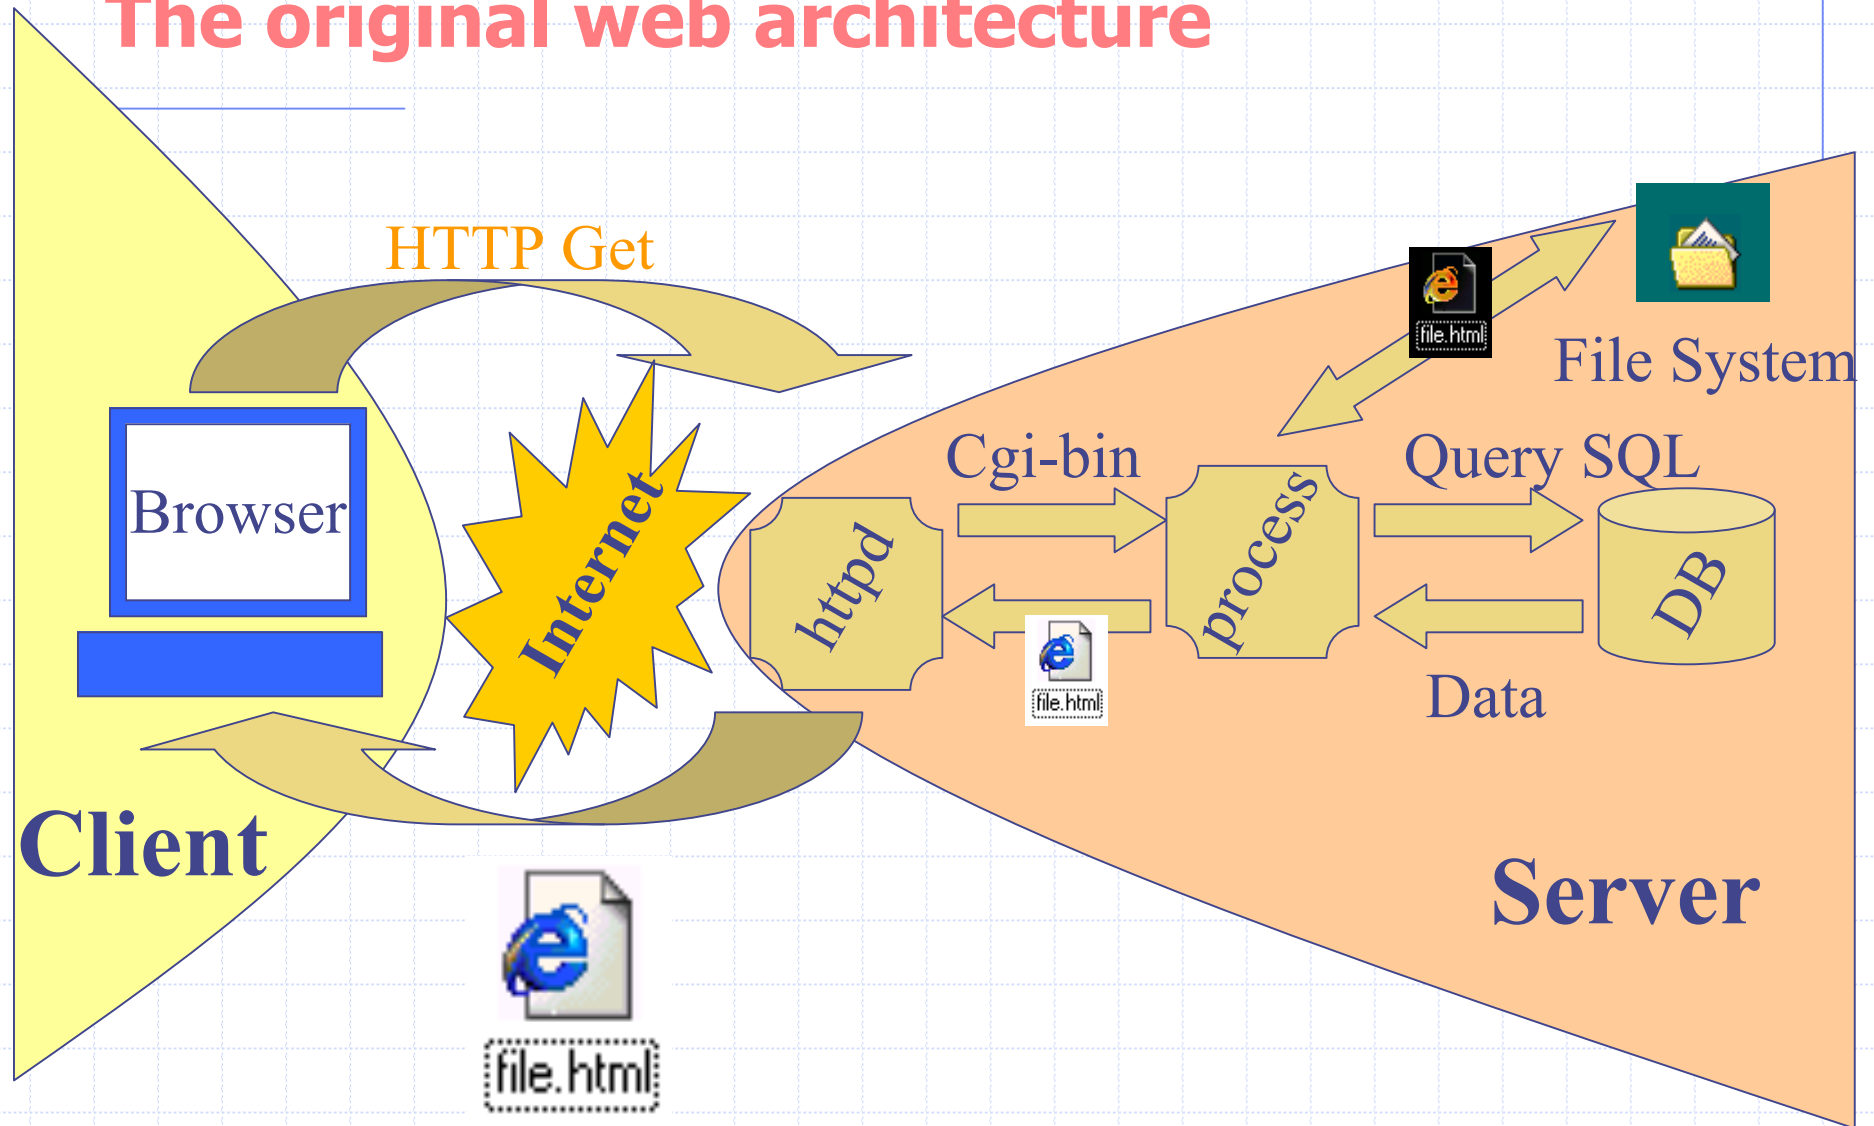 The original web architecture
HTTP Get
file.html
File System
Cgi-bin
Query SQL
Browser
Internet
httpd
process
DB
file.html
Data
Client
Server
file.html